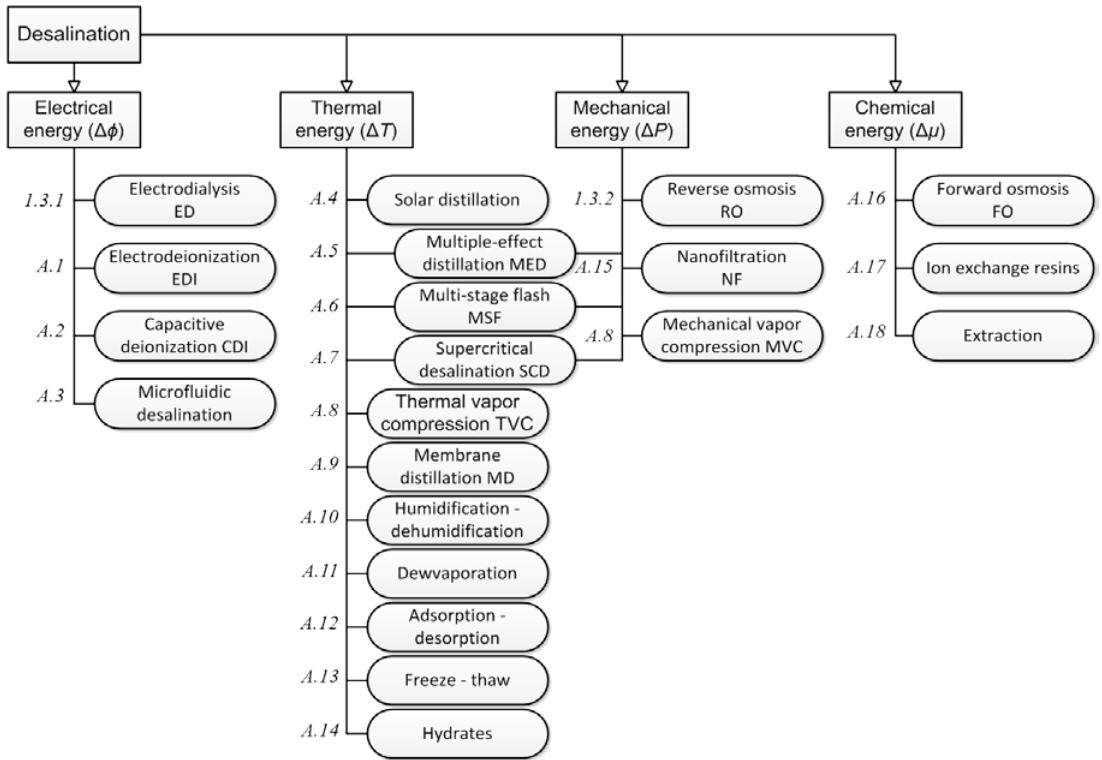 Desalination
Electrical
energy (Δϕ)
1.3.1
Electrodialysis
ED
A.1
Electrodeionization
EDI
A.2
Capacitive
deionization CDI
A.3
Microfluidic
desalination
Thermal
energy (ΔT)
A.4
Solar distillation
A.5
Multiple-effect
distillation MED
A.6
Multi-stage flash
MSF
A.7
Supercritical
desalination SCD
A.8
Thermal vapor
compression TVC
A.9
Membrane
distillation MD
A.10
Humidification -
dehumidification
A.11
Dewvaporation
A.12
Adsorption -
desorption
A.13
Freeze - thaw
A.14
Hydrates
Mechanical
energy (ΔP)
1.3.2
Reverse osmosis
RO
A.15
Nanofiltration
NF
A.8
Mechanical vapor
compression MVC
Chemical
energy (Δμ)
A.16
Forward osmosis
FO
A.17
Ion exchange resins
A.18
Extraction